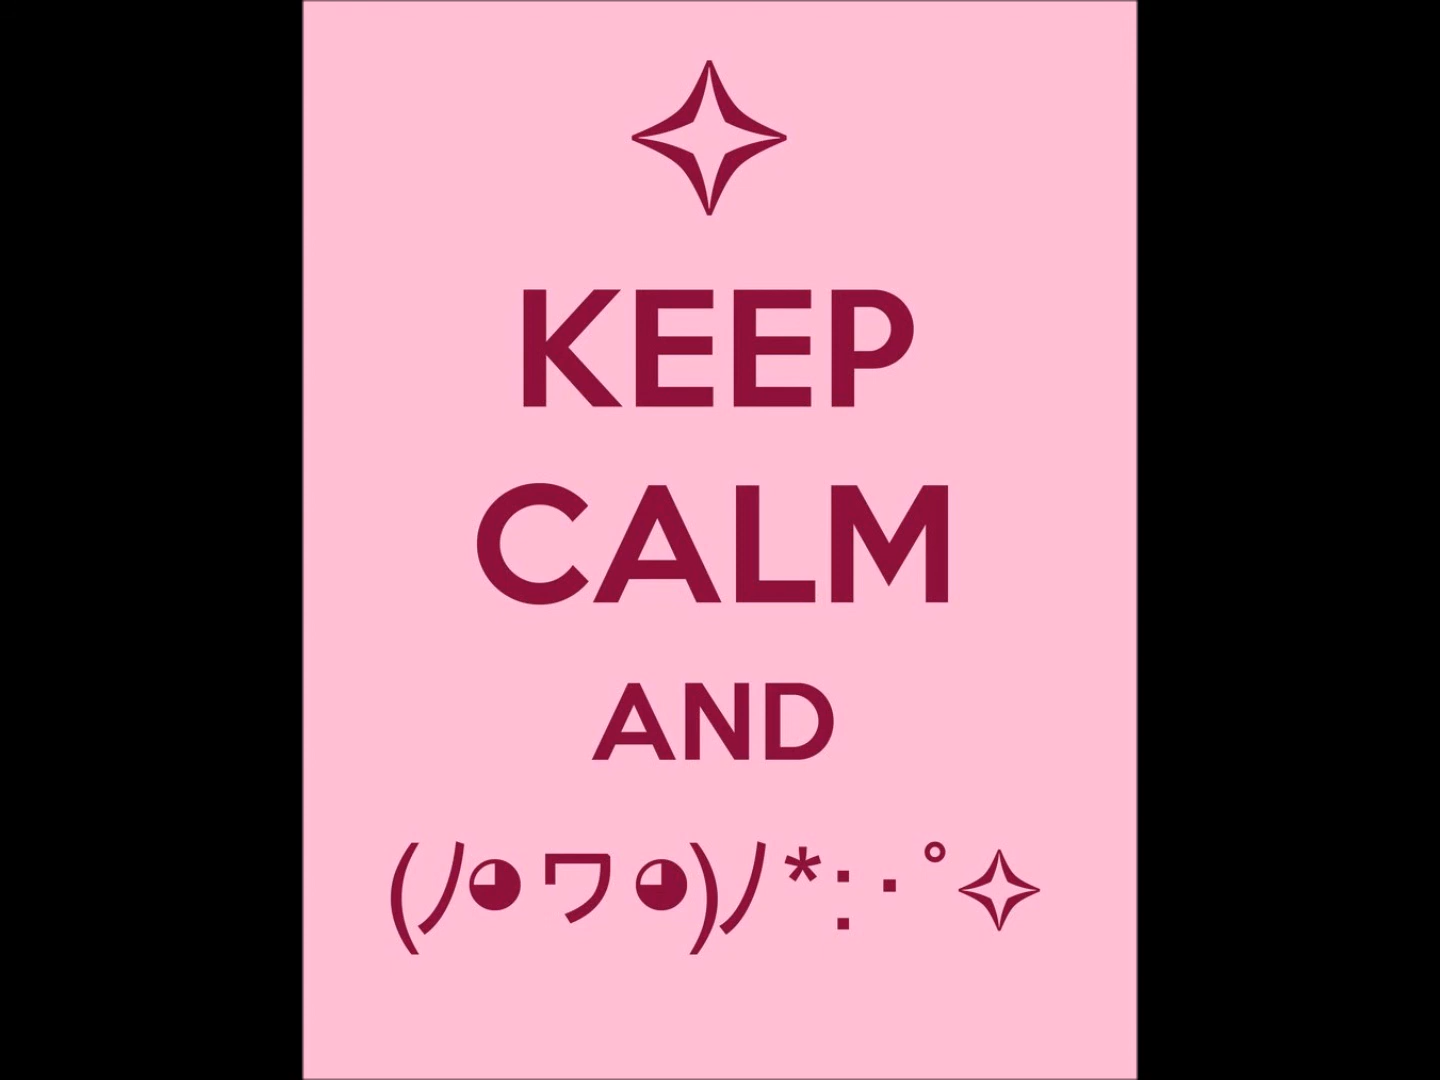 ✧
KEEP
CALM
AND
(ﾉ◕ヮ◕)ﾉ*:･ﾟ✧